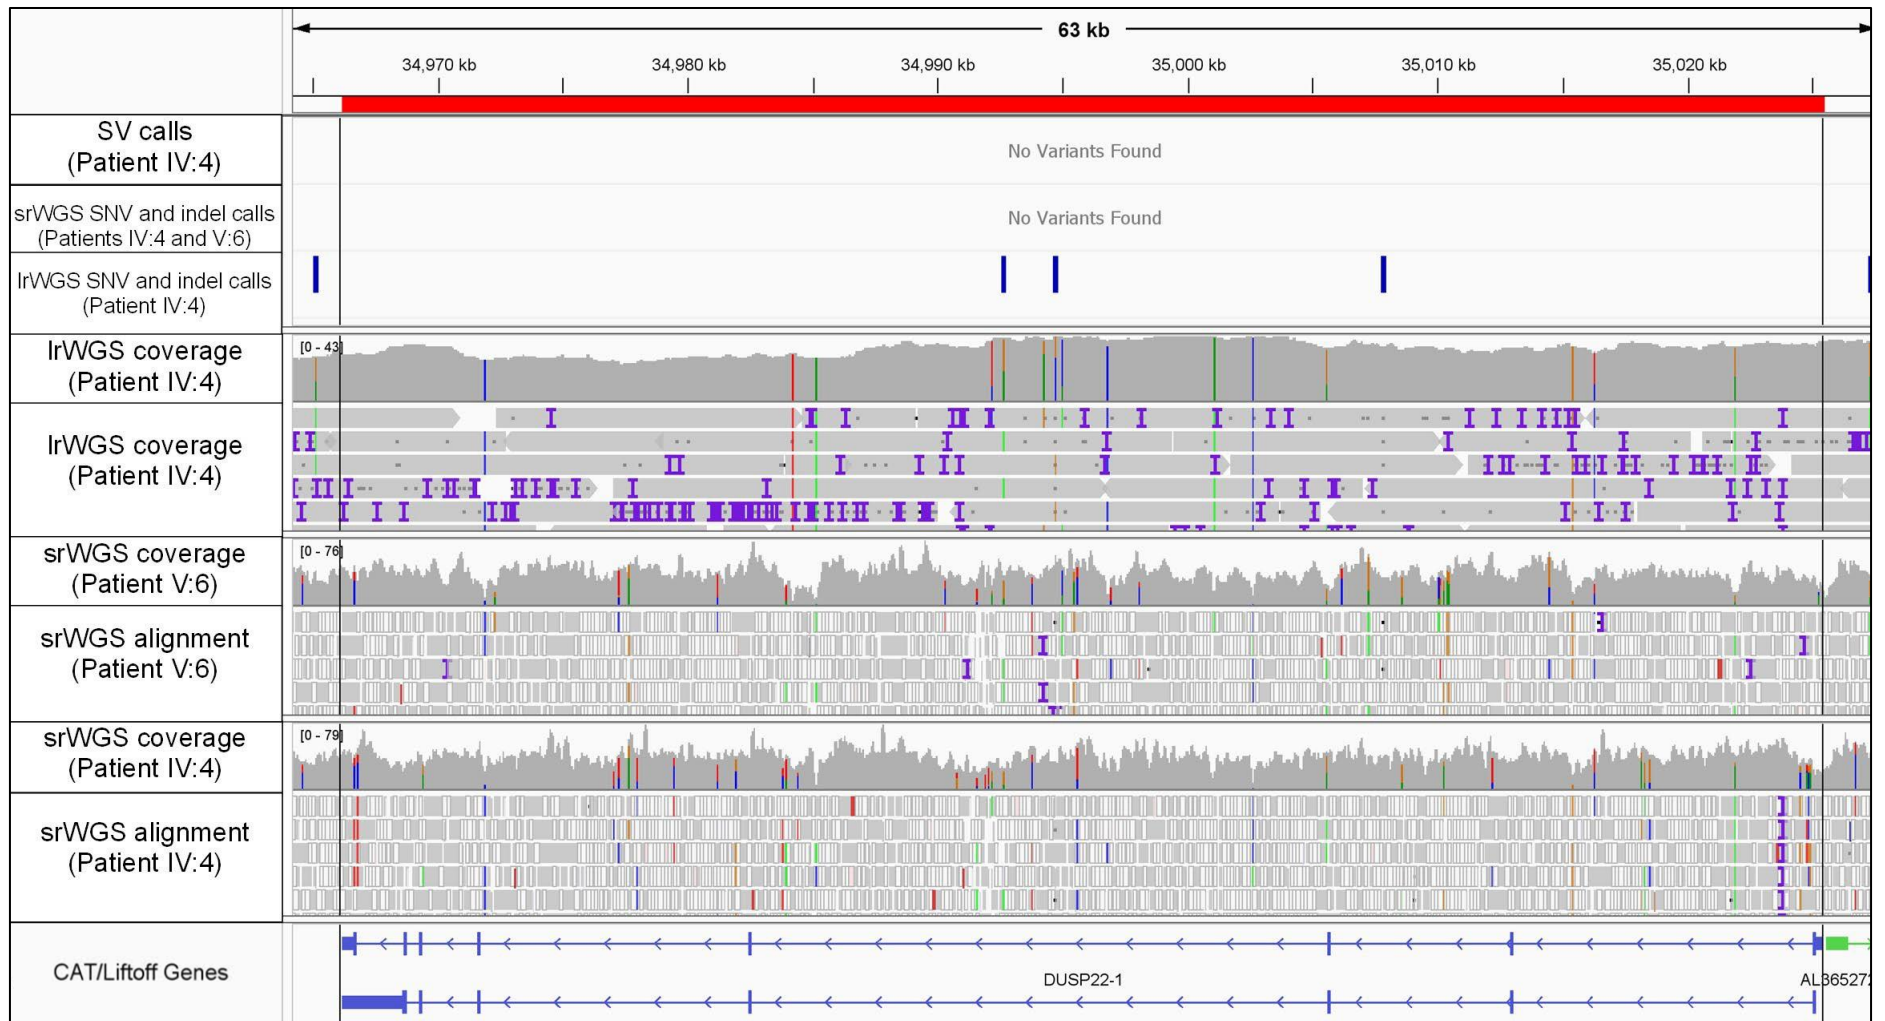 63 kb
34,970 kb 34,980 kb 34,990 kb 35,000 kb 35,010 kb 35,020 kb
SV calls
(Patient IV:4)
No Variants Found
srWGS SNV and indel calls
(Patients IV:4 and V:6)
No Variants Found
lrWGS SNV and indel calls
(Patient IV:4)
lrWGS coverage
(Patient IV:4)
[0 - 43]
lrWGS coverage
(Patient IV:4)
srWGS coverage
(Patient V:6)
[0 - 76]
srWGS alignment
(Patient V:6)
srWGS coverage
(Patient IV:4)
[0 - 79]
srWGS alignment
(Patient IV:4)
CAT/Liftoff Genes
DUSP22-1
AL365272